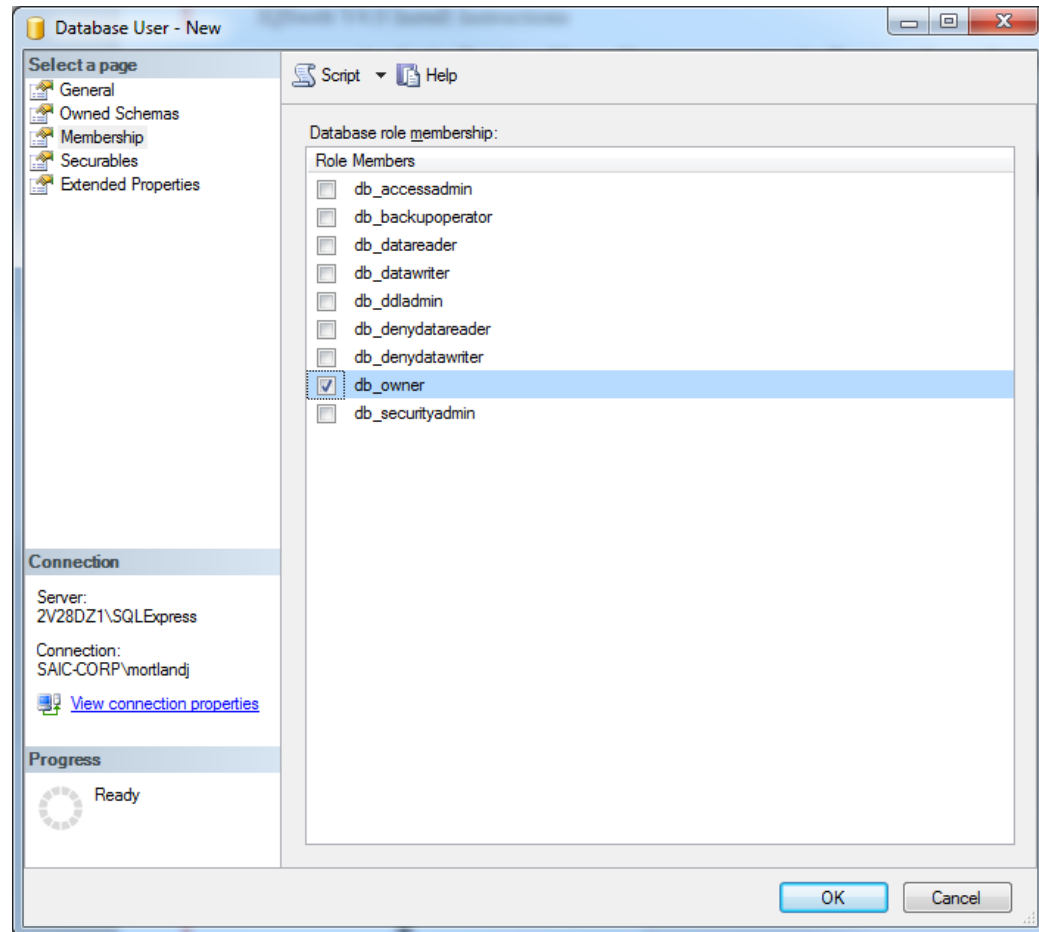 Database User - New
Select a page
General
Owned Schemas
Membership
Securables
Extended Properties
Script
Help
Database role membership:
Role Members
db_accessadmin
db_backupoperator
db_datareader
db_datawriter
db_ddladmin
db_denydatareader
db_denydatawriter
db_owner
db_securityadmin
Connection
Server:
2V28DZ1\SQLExpress
Connection:
SAIC-CORP\mortlandj
View connection properties
Progress
Ready
OK
Cancel